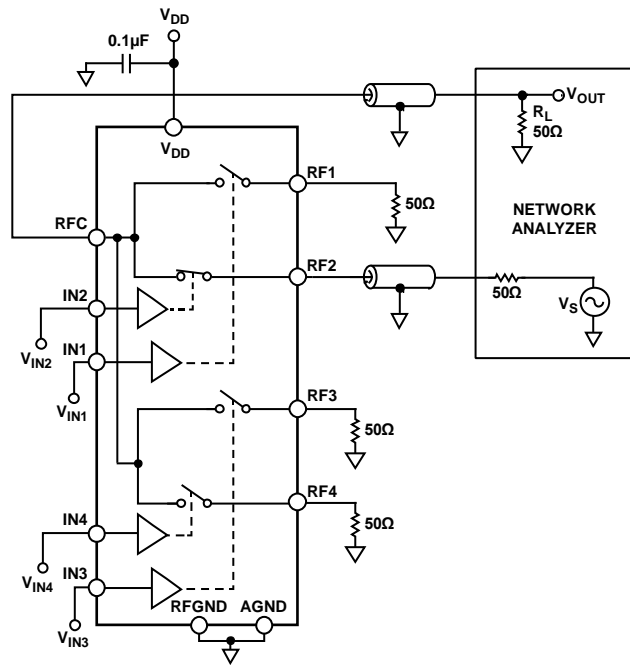 VDD
0.1µF
VDD
VOUT
RL
50Ω
RF1
50Ω
NETWORK
ANALYZER
RFC
RF2
50Ω
VS
IN2
VIN2
IN1
VIN1
RF3
50Ω
RF4
50Ω
IN4
VIN4
IN3
VIN3
RFGND
AGND